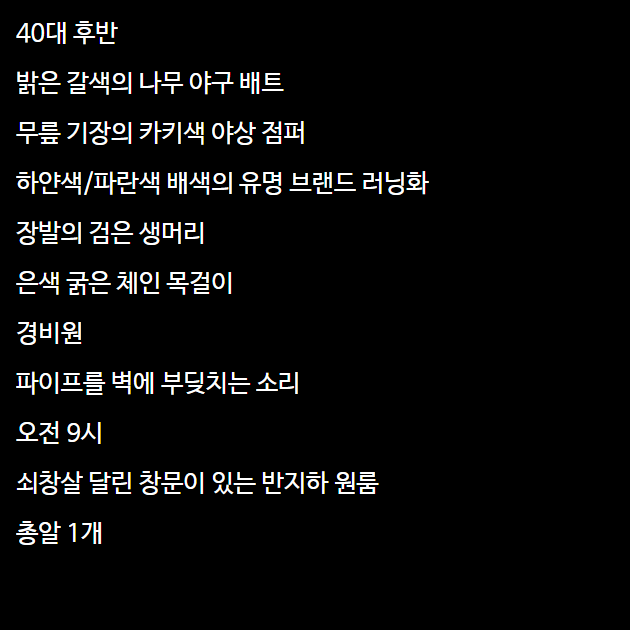 40대 후반
밝은 갈색의 나무 야구 배트
무릎 기장의 카키색 야상 점퍼
하얀색/파란색 배색의 유명 브랜드 러닝화
장발의 검은 생머리
은색 굵은 체인 목걸이
경비원
파이프를 벽에 부딪치는 소리
오전 9시
쇠창살 달린 창문이 있는 반지하 원룸
총알 1개